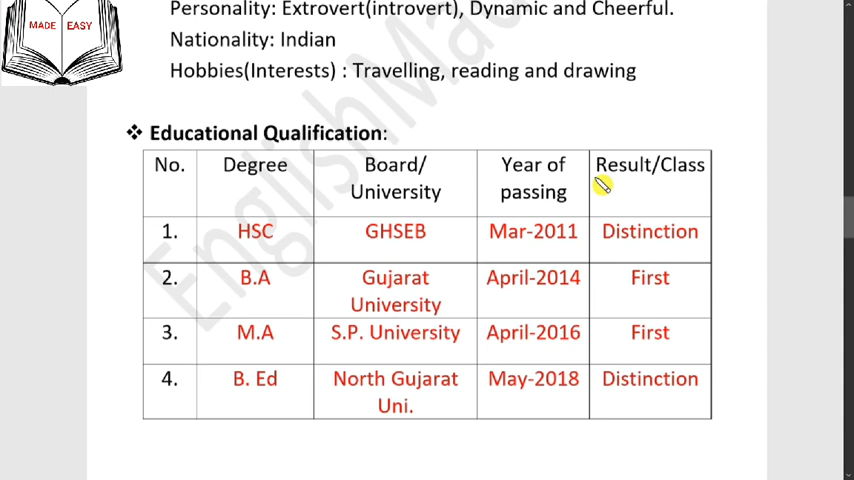 MADE EASY
Personality: Extrovert(introvert), Dynamic and Cheerful.
Nationality: Indian
Hobbies(Interests) : Travelling, reading and drawing
❖ Educational Qualification:
No. Degree Board/ University Year of passing Result/Class
1. HSC GHSEB Mar-2011 Distinction
2. B.A Gujarat University April-2014 First
3. M.A S.P. University April-2016 First
4. B. Ed North Gujarat Uni. May-2018 Distinction